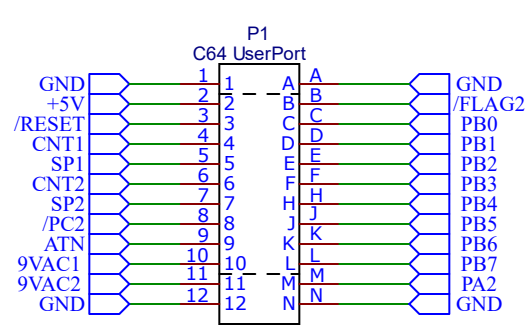 P1
C64 UserPort
GND 1 1 A A GND
+5V 2 2 B B /FLAG2
/RESET 3 3 C C PB0
CNT1 4 4 D D PB1
SP1 5 5 E E PB2
CNT2 6 6 F F PB3
SP2 7 7 H H PB4
/PC2 8 8 J J PB5
ATN 9 9 K K PB6
9VAC1 10 10 L L PB7
9VAC2 11 11 M M PA2
GND 12 12 N N GND